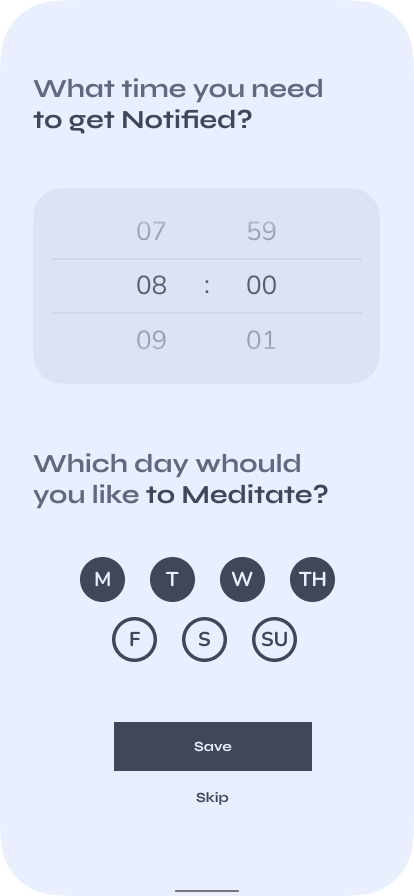 What time you need
to get Notified?
07 59
08 : 00
09 01
Which day whould
you like to Meditate?
M T W TH
F S SU
Save
Skip